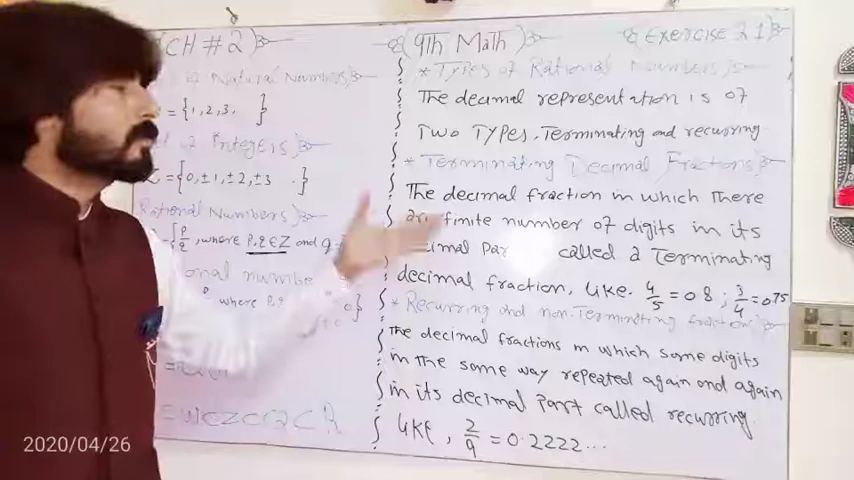 CH # 2
Natural Numbers
= {1, 2, 3, }
of Integers
Z = {0, ±1, ±2, ±3 . }
Rational Numbers
= { p/q , where p, q ∈ Z and q
onal number
where
9th Math
Exercise 2.1
* Types of Rational Numbers
The decimal representation is of
Two Types. Terminating and recurring
* Terminating Decimal Fractions
The decimal fraction in which There
are finite number of digits in its
called a Terminating
decimal fraction, like. 4/5 = 0.8 ; 3/4 = 0.75
* Recurring and non-Terminating fraction
The decimal fractions in which some digits
in the same way repeated again and again
in its decimal part called recurring.
like, 2/9 = 0.2222...
2020/04/26